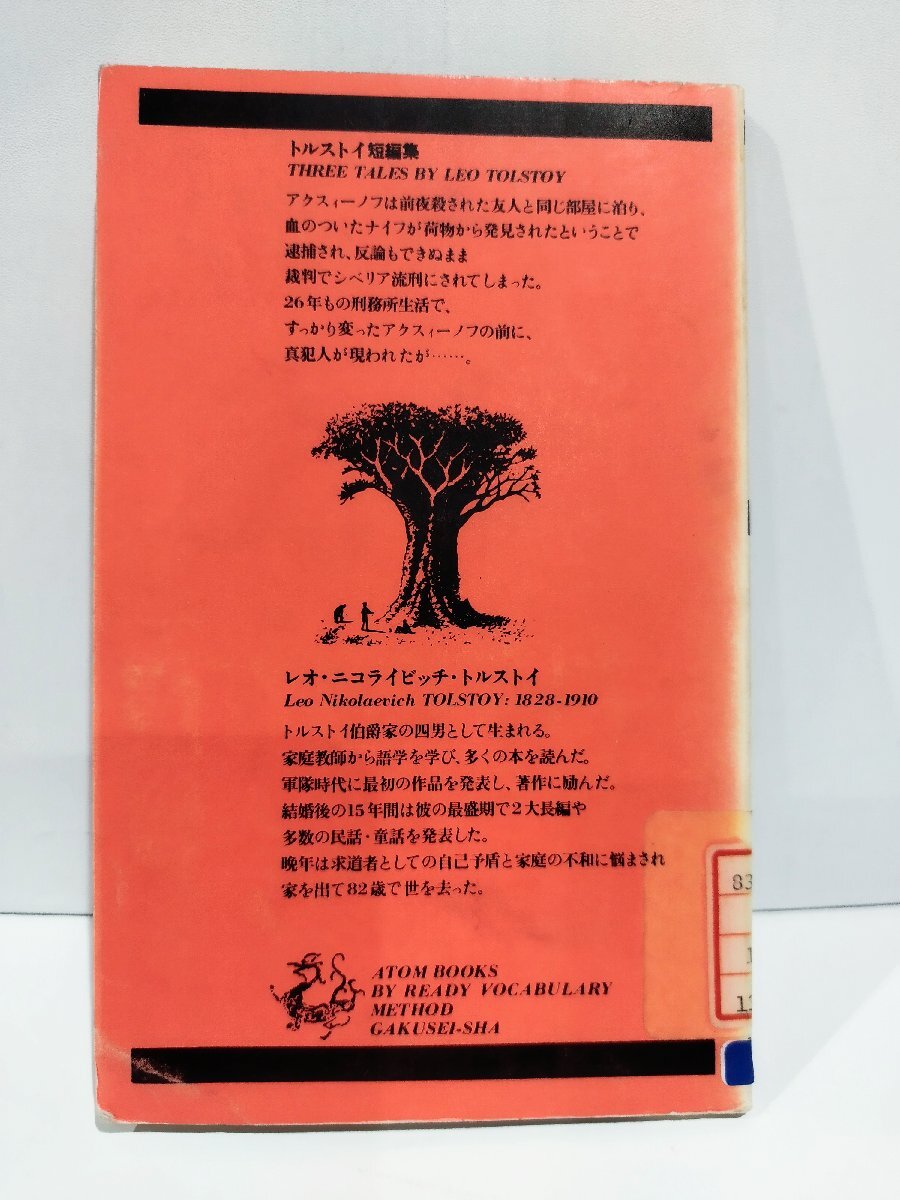 トルストイ短編集
THREE TALES BY LEO TOLSTOY
アクスィーノフは前夜殺された友人と同じ部屋に泊り、
血のついたナイフが荷物から発見されたということで
逮捕され、反論もできぬまま
裁判でシベリア流刑にされてしまった。
26年もの刑務所生活で、
すっかり変ったアクスィーノフの前に、
真犯人が現われたが……。
レオ・ニコライビッチ・トルストイ
Leo Nikolaevich TOLSTOY: 1828-1910
トルストイ伯爵家の四男として生まれる。
家庭教師から語学を学び、多くの本を読んだ。
軍隊時代に最初の作品を発表し、著作に励んだ。
結婚後の15年間は彼の最盛期で2大長編や
多数の民話・童話を発表した。
晩年は求道者としての自己矛盾と家庭の不和に悩まされ
家を出て82歳で世を去った。
ATOM BOOKS
BY READY VOCABULARY
METHOD
GAKUSEI-SHA
83